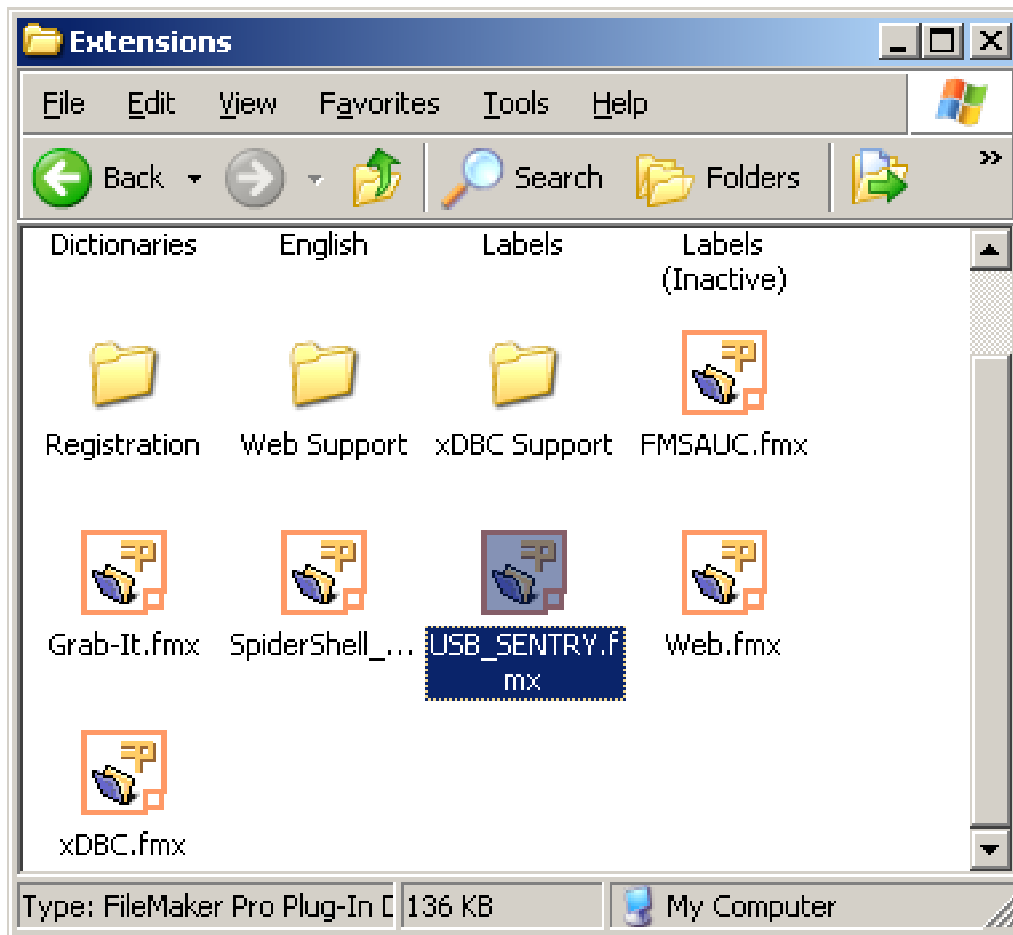 Extensions
File Edit View Favorites Tools Help
Back Search Folders »
Dictionaries English Labels Labels
(Inactive)
Registration Web Support xDBC Support FMSAUC.fmx
Grab-It.fmx SpiderShell_... USB_SENTRY.f Web.fmx
mx
xDBC.fmx
Type: FileMaker Pro Plug-In D 136 KB My Computer